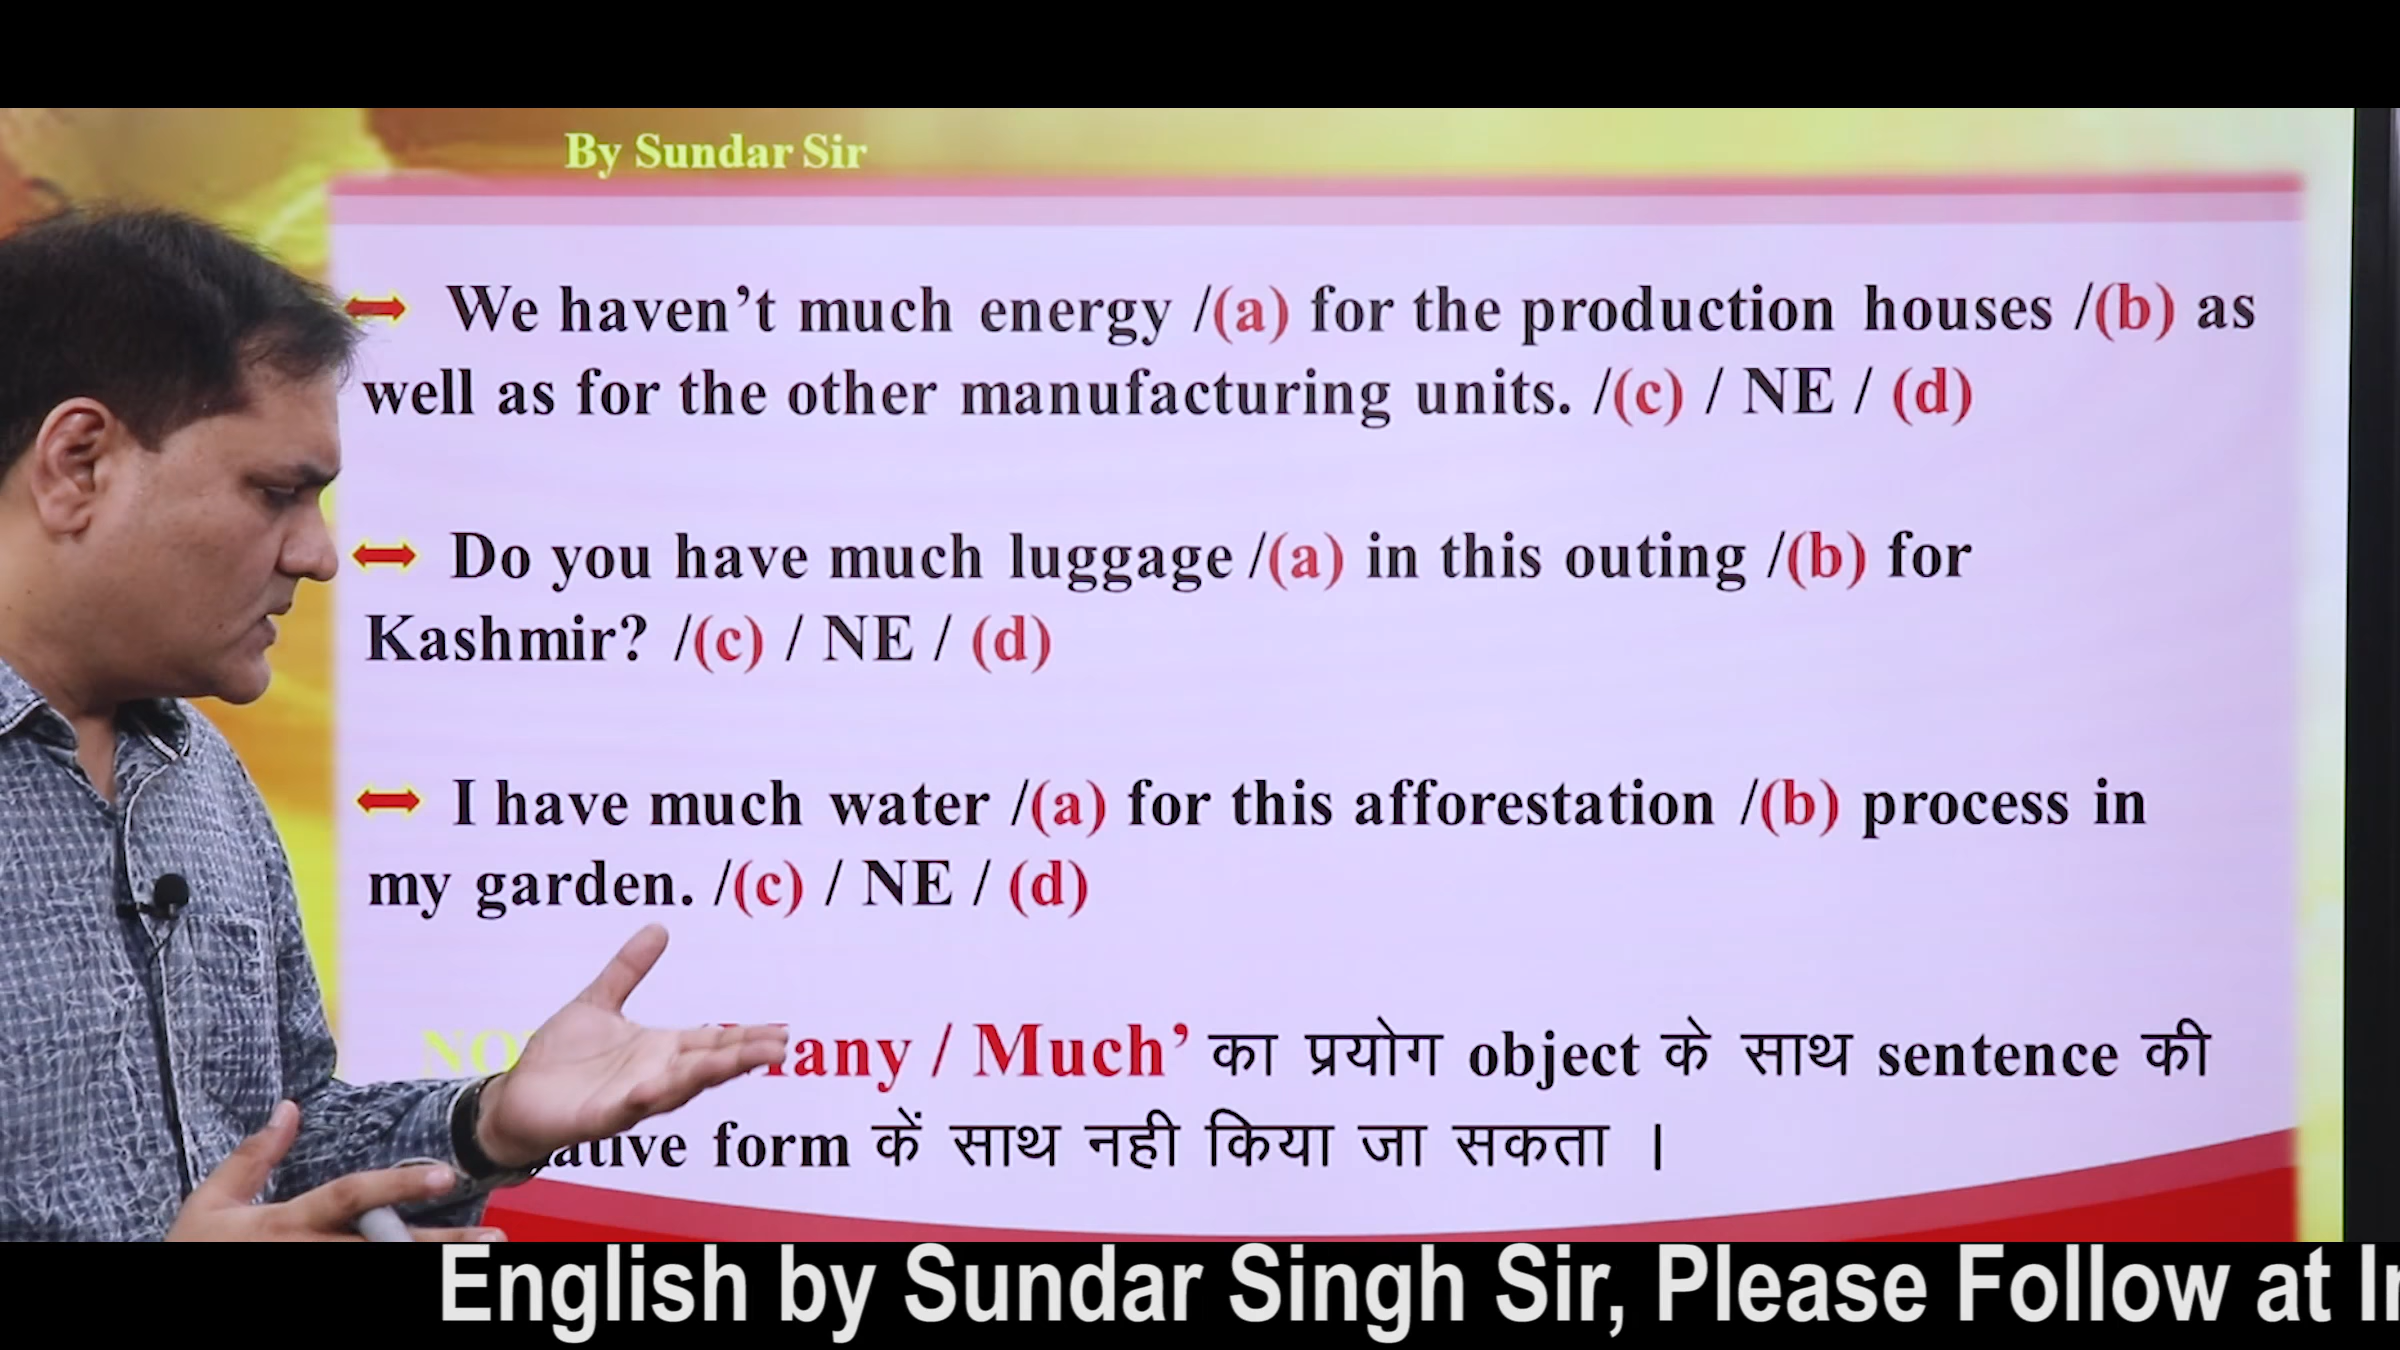 By Sundar Sir
We haven’t much energy /(a) for the production houses /(b) as
well as for the other manufacturing units. /(c) / NE / (d)
Do you have much luggage /(a) in this outing /(b) for
Kashmir? /(c) / NE / (d)
I have much water /(a) for this afforestation /(b) process in
my garden. /(c) / NE / (d)
/ Much’ का प्रयोग object के साथ sentence की
form कें साथ नही किया जा सकता ।
English by Sundar Singh Sir, Please Follow at